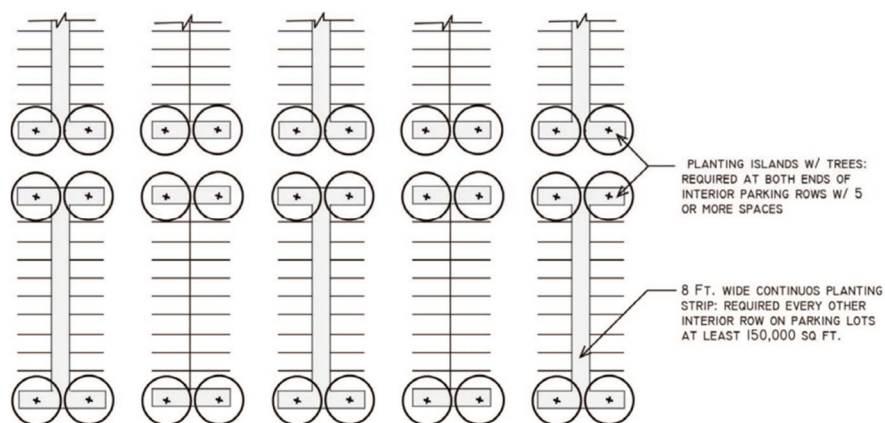 PLANTING ISLANDS W/ TREES:
REQUIRED AT BOTH ENDS OF
INTERIOR PARKING ROWS W/ 5
OR MORE SPACES
8 FT. WIDE CONTINUOS PLANTING
STRIP: REQUIRED EVERY OTHER
INTERIOR ROW ON PARKING LOTS
AT LEAST 150,000 SQ FT.